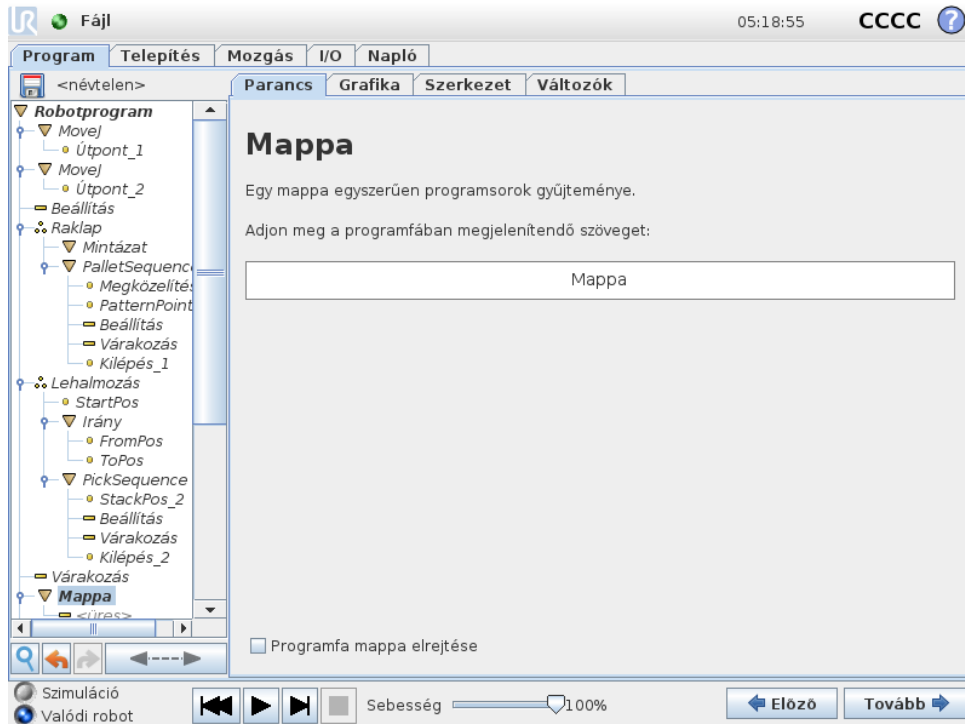 Fájl
05:18:55
CCCC
?
Program Telepítés Mozgás I/O Napló
<névtelen>
Parancs Grafika Szerkezet Változók
Robotprogram
MoveJ
Útpont_1
MoveJ
Útpont_2
Beállítás
Raklap
Mintázat
PalletSequenc
Megközelítés
PatternPoint
Beállítás
Várakozás
Kilépés_1
Lehalmozás
StartPos
Irány
FromPos
ToPos
PickSequence
StackPos_2
Beállítás
Várakozás
Kilépés_2
Várakozás
Mappa
<üres>
Mappa
Egy mappa egyszerűen programsorok gyűjteménye.
Adjon meg a programfában megjelenítendő szöveget:
Mappa
Programfa mappa elrejtése
Szimuláció
Valódi robot
Sebesség 100%
Előző
Tovább